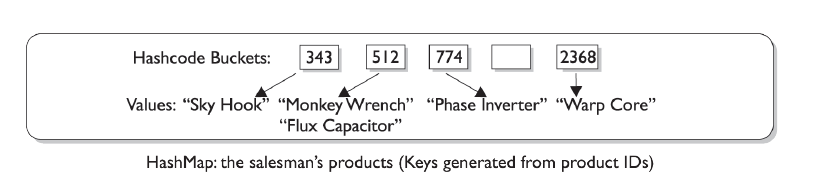 Hashcode Buckets: 343 512 774 2368
Values: “Sky Hook” “Monkey Wrench” “Phase Inverter” “Warp Core”
“Flux Capacitor”
HashMap: the salesman’s products (Keys generated from product IDs)